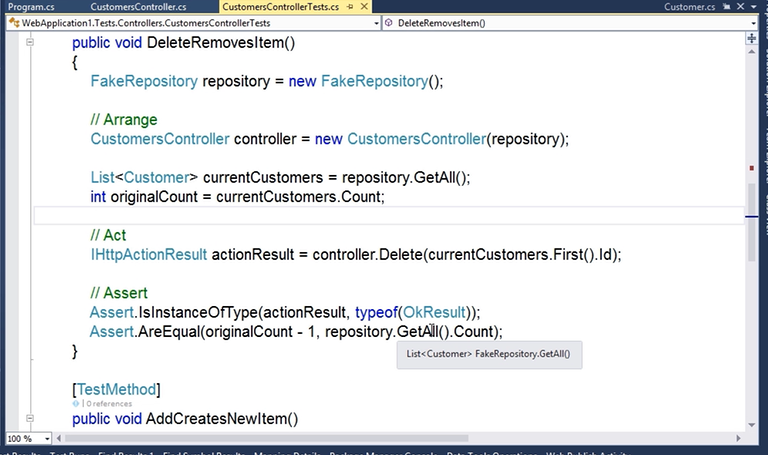 Program.cs CustomersController.cs CustomersControllerTests.cs Customer.cs
WebApplication1.Tests.Controllers.CustomersControllerTests DeleteRemovesItem()
public void DeleteRemovesItem()
{
FakeRepository repository = new FakeRepository();
// Arrange
CustomersController controller = new CustomersController(repository);
List<Customer> currentCustomers = repository.GetAll();
int originalCount = currentCustomers.Count;
// Act
IHttpActionResult actionResult = controller.Delete(currentCustomers.First().Id);
// Assert
Assert.IsInstanceOfType(actionResult, typeof(OkResult));
Assert.AreEqual(originalCount - 1, repository.GetAll().Count);
}
List<Customer> FakeRepository.GetAll()
[TestMethod]
0 references
public void AddCreatesNewItem()
100 %